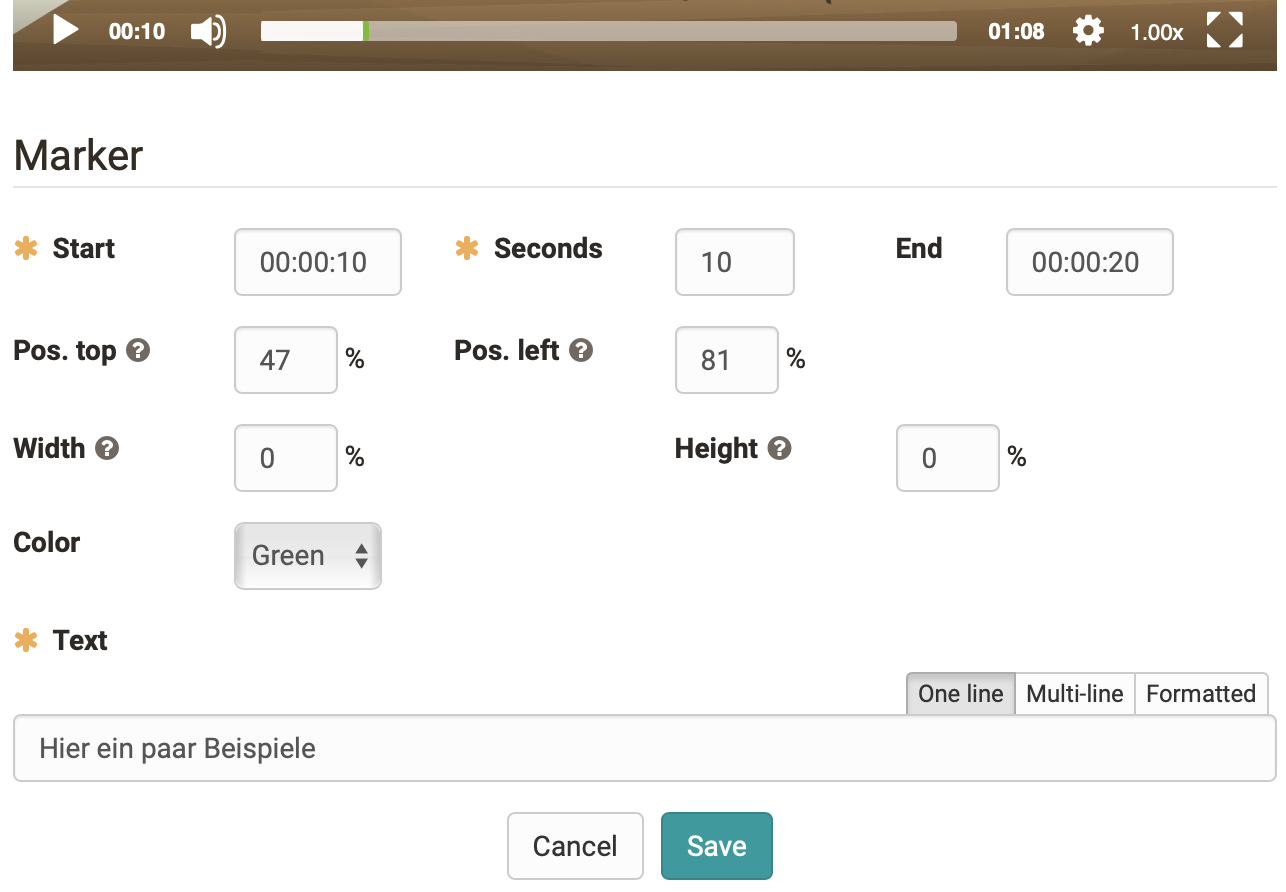 00:10 01:08 1.00x
Marker
Start 00:00:10 Seconds 10 End 00:00:20
Pos. top 47 % Pos. left 81 %
Width 0 % Height 0 %
Color Green
Text
One line Multi-line Formatted
Hier ein paar Beispiele
Cancel Save